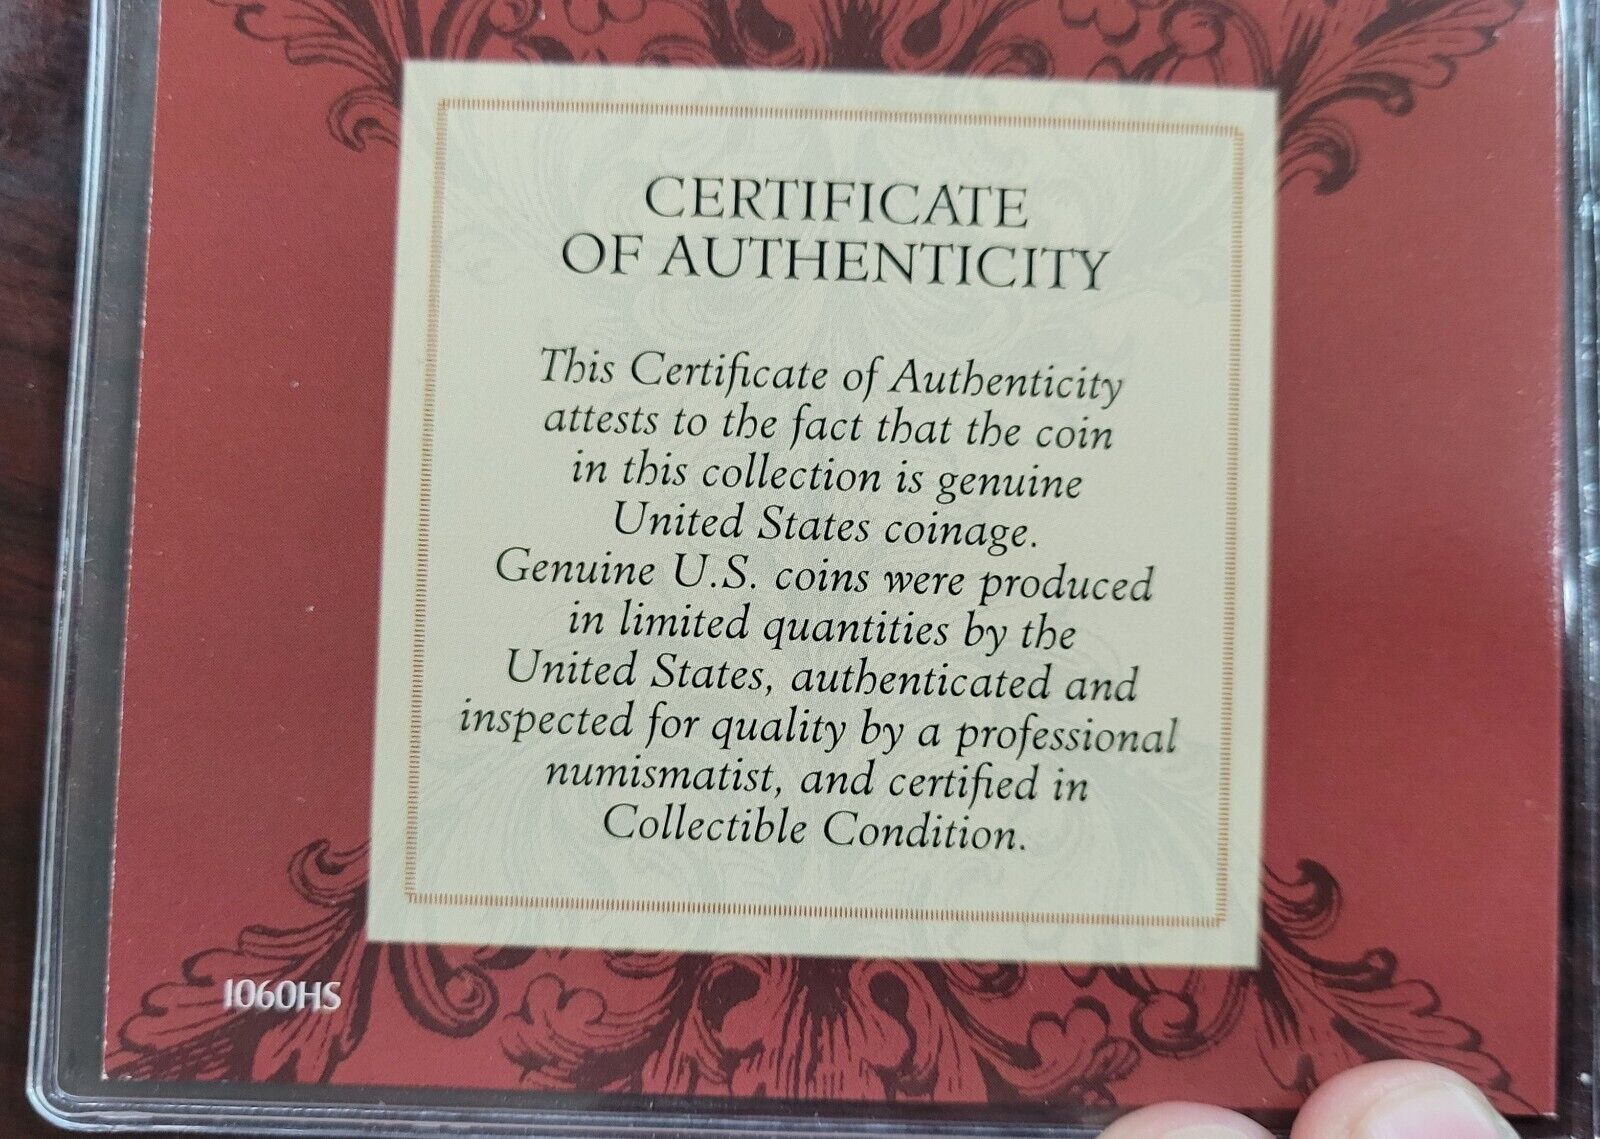 CERTIFICATE
OF AUTHENTICITY
This Certificate of Authenticity
attests to the fact that the coin
in this collection is genuine
United States coinage.
Genuine U.S. coins were produced
in limited quantities by the
United States, authenticated and
inspected for quality by a professional
numismatist, and certified in
Collectible Condition.
1060HS